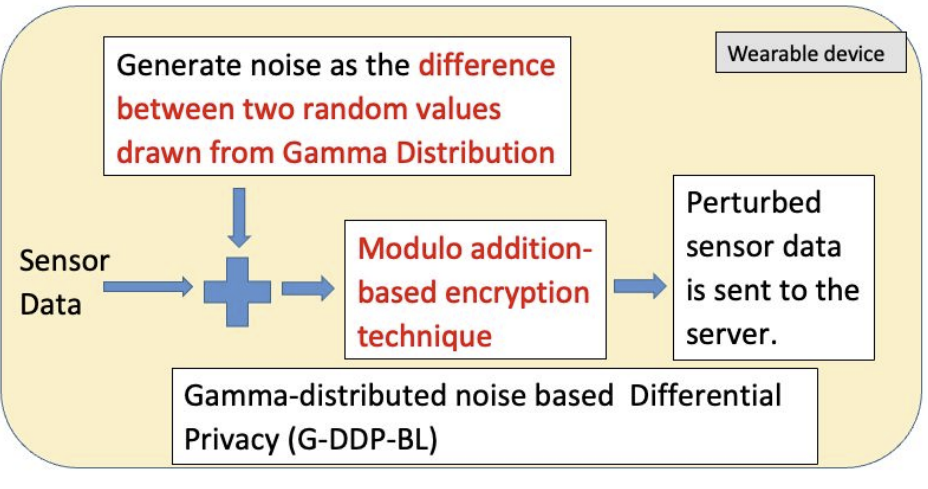 Generate noise as the difference
between two random values
drawn from Gamma Distribution
Wearable device
Sensor
Data
Modulo addition-
based encryption
technique
Perturbed
sensor data
is sent to the
server.
Gamma-distributed noise based  Differential
Privacy (G-DDP-BL)